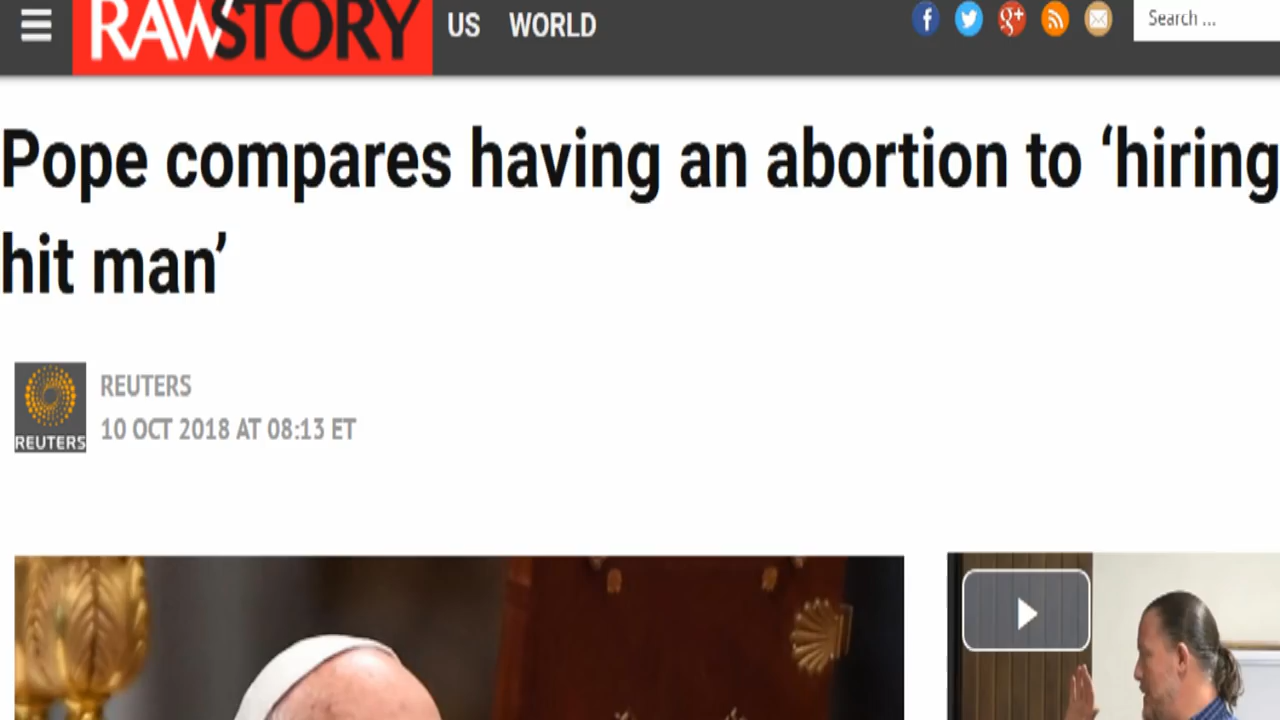 RAWSTORY US WORLD Search ...
Pope compares having an abortion to ‘hiring
hit man’
REUTERS
10 OCT 2018 AT 08:13 ET
REUTERS